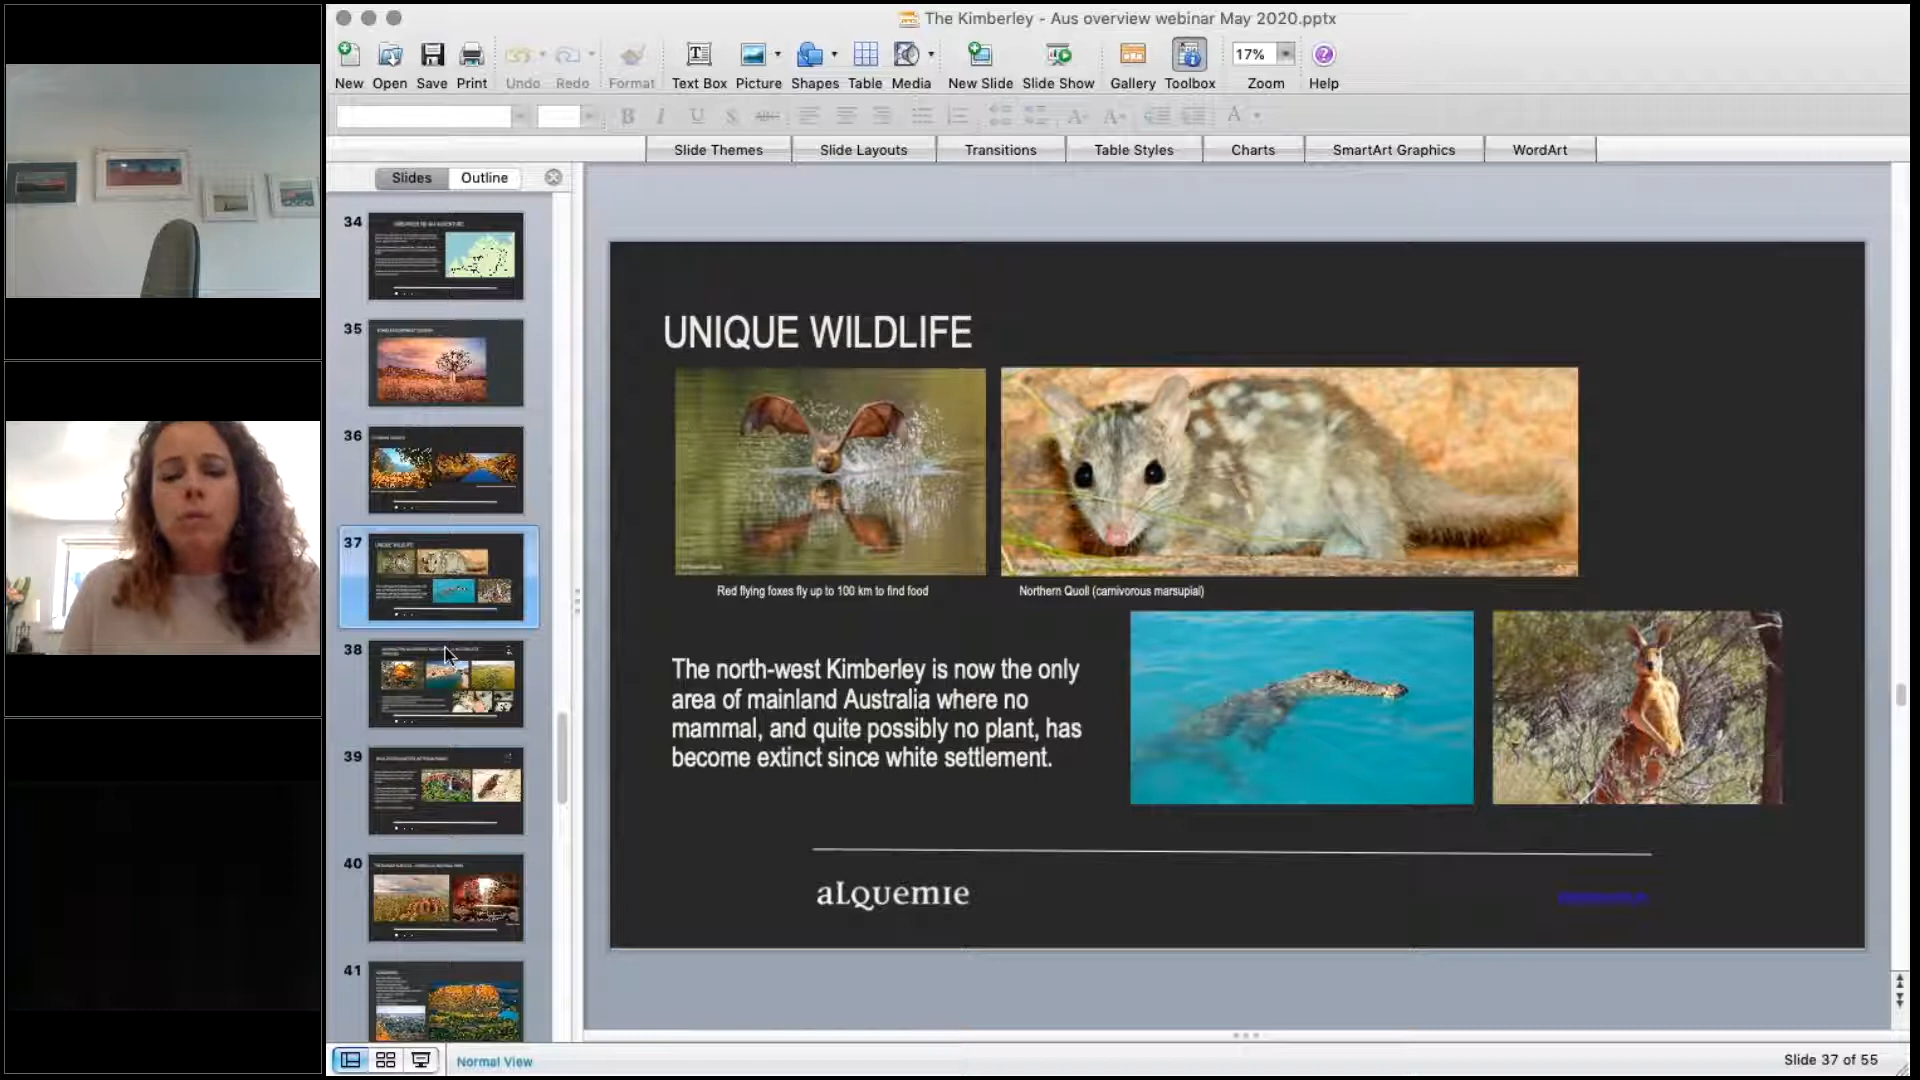 The Kimberley - Aus overview webinar May 2020.pptx
New Open Save Print Undo Redo Format Text Box Picture Shapes Table Media New Slide Slide Show Gallery Toolbox Zoom Help
17%
B I U S ABC A A A
Slide Themes Slide Layouts Transitions Table Styles Charts SmartArt Graphics WordArt
Slides Outline
34
35
36
37
UNIQUE WILDLIFE
38
39
40
41
UNIQUE WILDLIFE
Red flying foxes fly up to 100 km to find food
Northern Quoll (carnivorous marsupial)
The north-west Kimberley is now the only
area of mainland Australia where no
mammal, and quite possibly no plant, has
become extinct since white settlement.
aLQuemie
Normal View
Slide 37 of 55